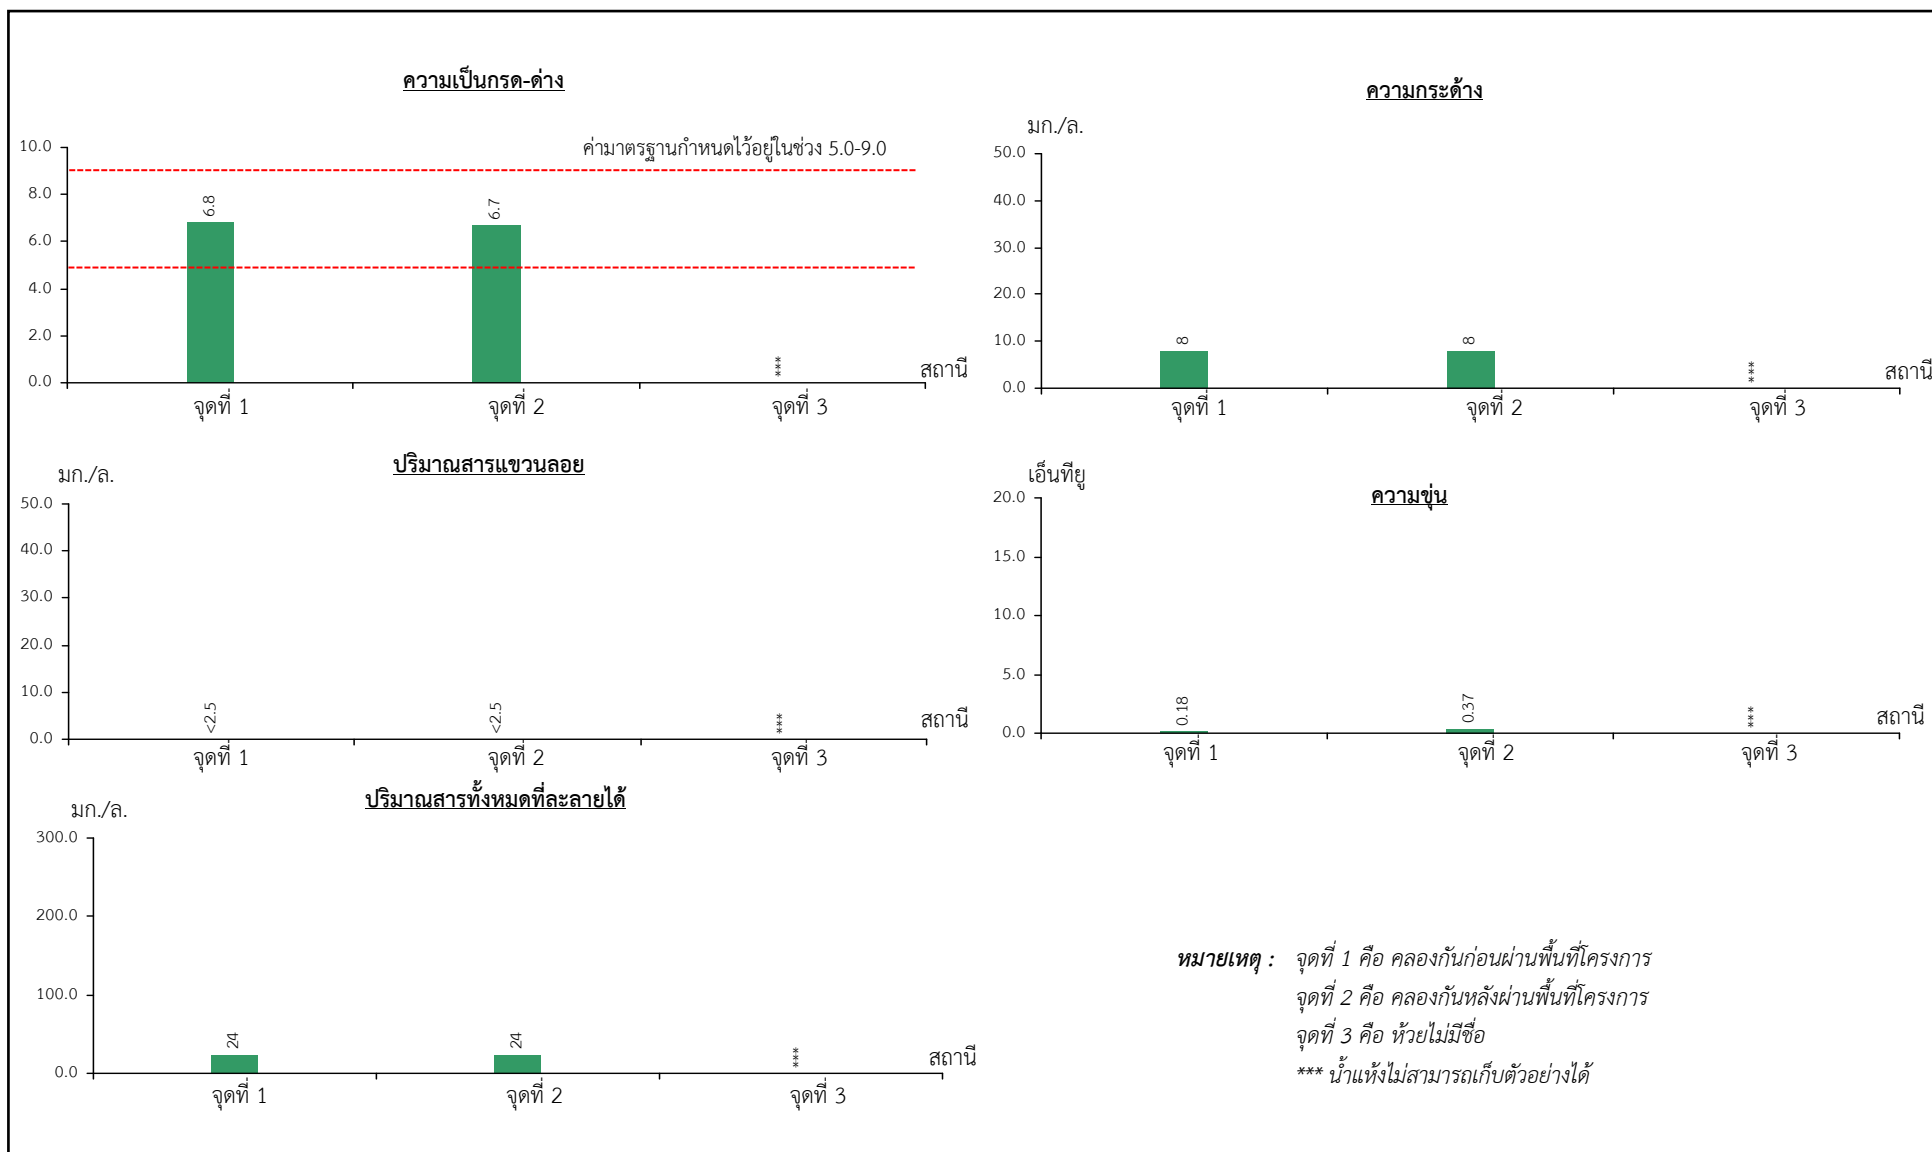 ความเป็นกรด-ด่าง
ค่ามาตรฐานกำหนดไว้อยู่ในช่วง 5.0-9.0
10.0
8.0
6.0
4.0
2.0
0.0
6.8
6.7
***
สถานี
จุดที่ 1
จุดที่ 2
จุดที่ 3
ความกระด้าง
มก./ล.
50.0
40.0
30.0
20.0
10.0
0.0
8
8
***
สถานี
จุดที่ 1
จุดที่ 2
จุดที่ 3
ปริมาณสารแขวนลอย
มก./ล.
50.0
40.0
30.0
20.0
10.0
0.0
<2.5
<2.5
***
สถานี
จุดที่ 1
จุดที่ 2
จุดที่ 3
เอ็นทียู
ความขุ่น
20.0
15.0
10.0
5.0
0.0
0.18
0.37
***
สถานี
จุดที่ 1
จุดที่ 2
จุดที่ 3
ปริมาณสารทั้งหมดที่ละลายได้
มก./ล.
300.0
200.0
100.0
0.0
24
24
***
สถานี
จุดที่ 1
จุดที่ 2
จุดที่ 3
หมายเหตุ : จุดที่ 1 คือ คลองกันก่อนผ่านพื้นที่โครงการ
จุดที่ 2 คือ คลองกันหลังผ่านพื้นที่โครงการ
จุดที่ 3 คือ ห้วยไม่มีชื่อ
*** น้ำแห้งไม่สามารถเก็บตัวอย่างได้